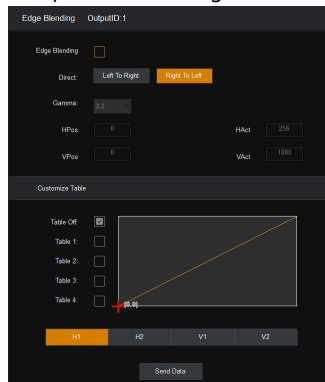 Edge Blending OutputID:1
Edge Blending
Direct: Left To Right Right To Left
Gamma: 2.2
HPos 0 HAct 256
VPos 0 VAct 1080
Customize Table
Table Off:
Table 1:
Table 2:
Table 3:
Table 4:
(0,0)
H1 H2 V1 V2
Send Data